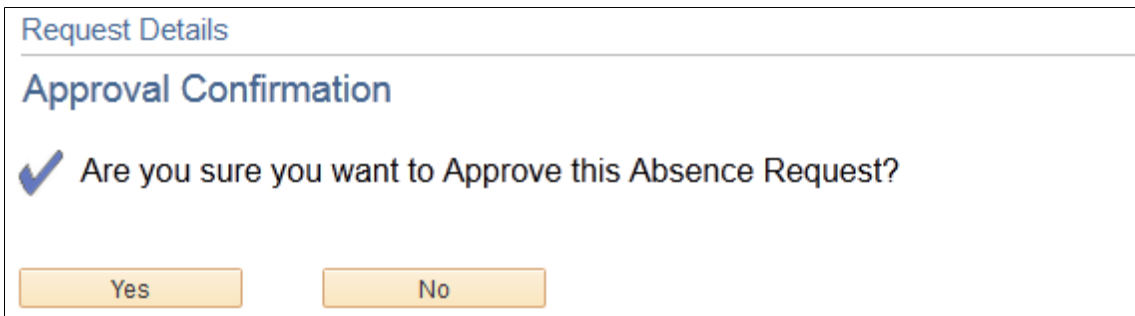 Request Details
Approval Confirmation
Are you sure you want to Approve this Absence Request?
Yes No